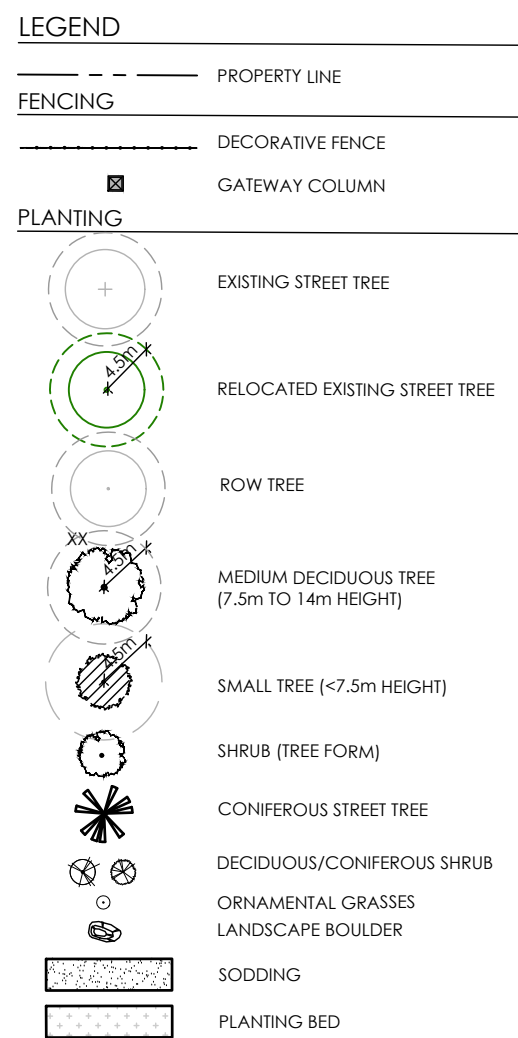 LEGEND
PROPERTY LINE
FENCING
DECORATIVE FENCE
GATEWAY COLUMN
PLANTING
EXISTING STREET TREE
4.5m
RELOCATED EXISTING STREET TREE
ROW TREE
XX
4.5m
MEDIUM DECIDUOUS TREE
(7.5m TO 14m HEIGHT)
4.5m
SMALL TREE (<7.5m HEIGHT)
SHRUB (TREE FORM)
CONIFEROUS STREET TREE
DECIDUOUS/CONIFEROUS SHRUB
ORNAMENTAL GRASSES
LANDSCAPE BOULDER
SODDING
PLANTING BED